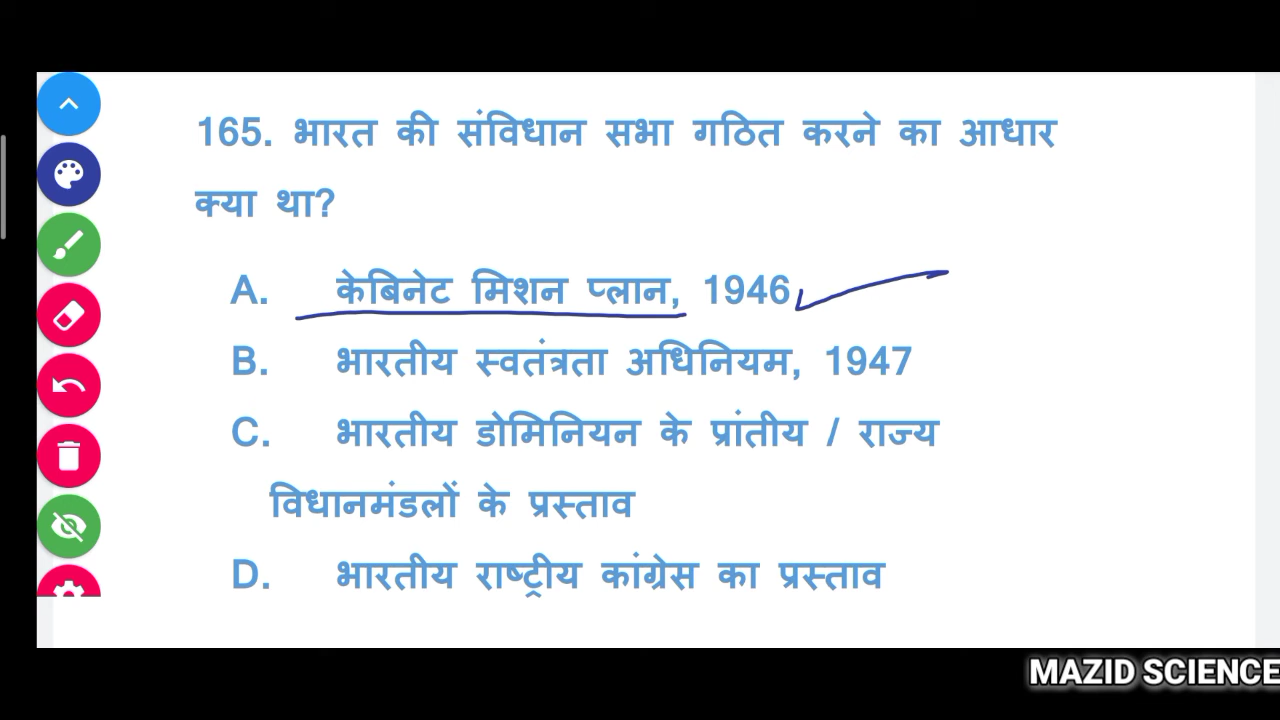 165. भारत की संविधान सभा गठित करने का आधार
क्या था?
A. केबिनेट मिशन प्लान, 1946
B. भारतीय स्वतंत्रता अधिनियम, 1947
C. भारतीय डोमिनियन के प्रांतीय / राज्य
विधानमंडलों के प्रस्ताव
D. भारतीय राष्ट्रीय कांग्रेस का प्रस्ताव
MAZID SCIENCE